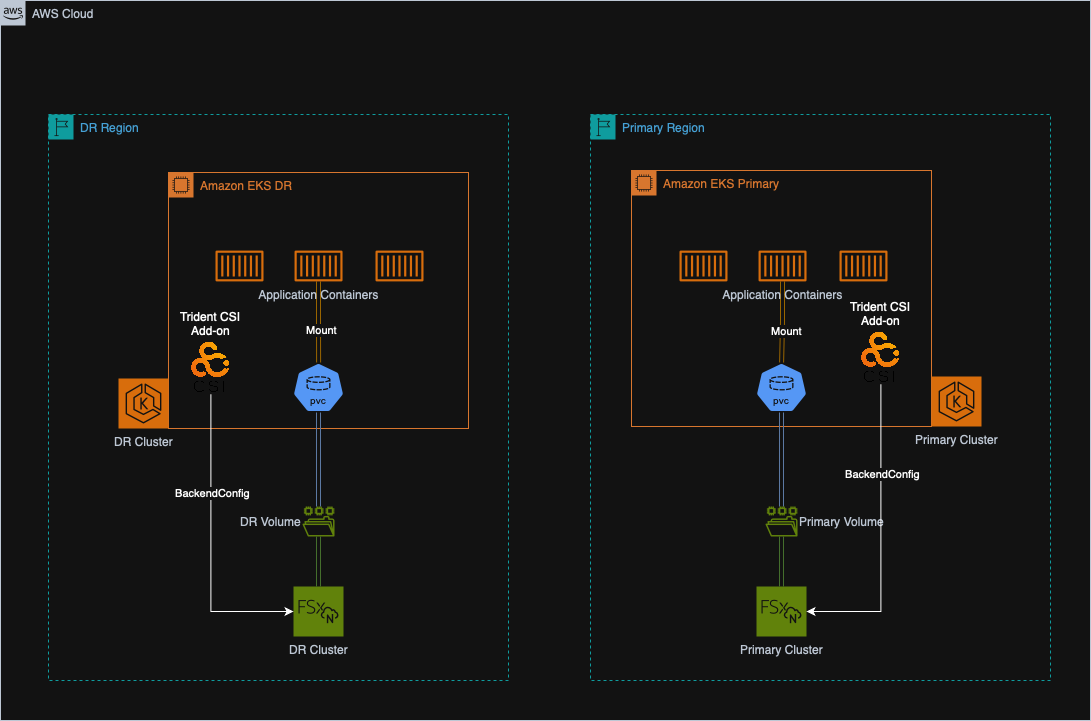 aws
AWS Cloud
DR Region
Amazon EKS DR
Application Containers
Trident CSI
Add-on
CSI
Mount
pvc
K
DR Cluster
BackendConfig
DR Volume
FSx
N
DR Cluster
Primary Region
Amazon EKS Primary
Application Containers
Trident CSI
Add-on
CSI
Mount
pvc
K
Primary Cluster
BackendConfig
Primary Volume
FSx
N
Primary Cluster